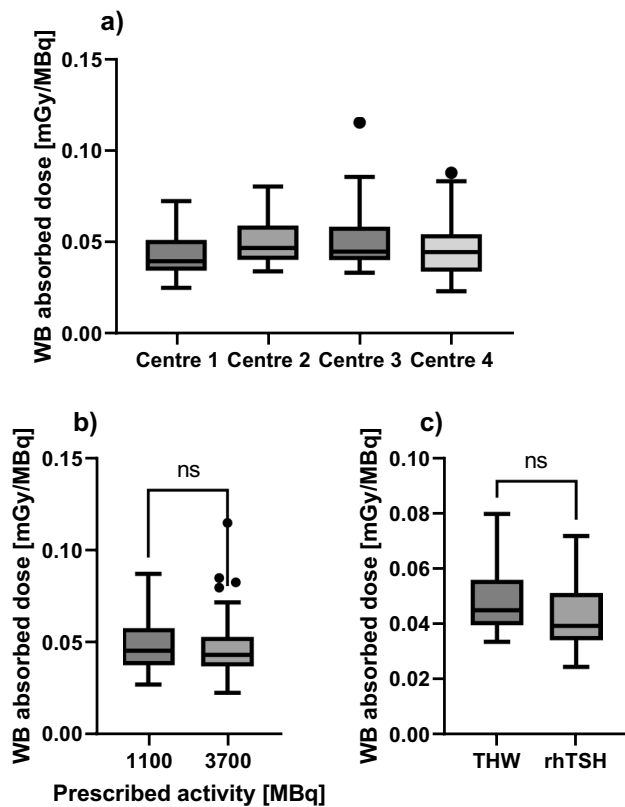 a)
WB absorbed dose [mGy/MBq]
0.15
0.10
0.05
0.00
Centre 1 Centre 2 Centre 3 Centre 4
b)
WB absorbed dose [mGy/MBq]
0.15
0.10
0.05
0.00
ns
1100 3700
Prescribed activity [MBq]
c)
WB absorbed dose [mGy/MBq]
0.10
0.08
0.06
0.04
0.02
0.00
ns
THW rhTSH